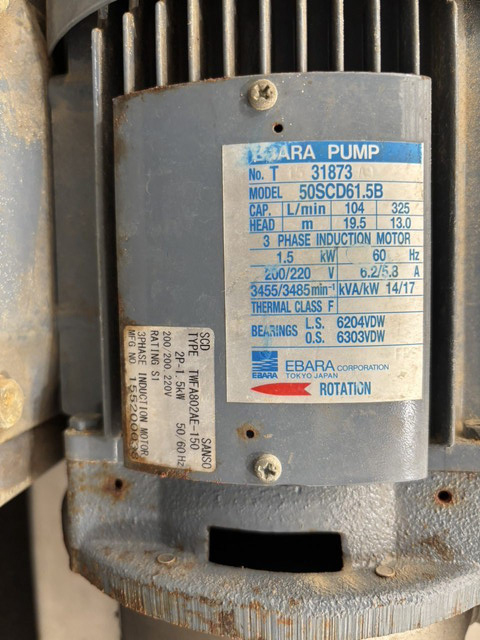 EBARA PUMP
No. T 31873
MODEL 50SCD61.5B
CAP. L/min 104 325
HEAD m 19.5 13.0
3 PHASE INDUCTION MOTOR
1.5 kW 60 Hz
200/220 V 6.2/5.8 A
3455/3485 min⁻¹ kVA/kW 14/17
THERMAL CLASS F
BEARINGS L.S. 6204VDW
O.S. 6303VDW
EBARA EBARA CORPORATION
TOKYO JAPAN
ROTATION
SCD SANSO
TYPE TWFA802AE-150
2P-1.5kW 50/60Hz
200/200.220V
RATING S1
3PHASE INDUCTION MOTOR
MFG NO.